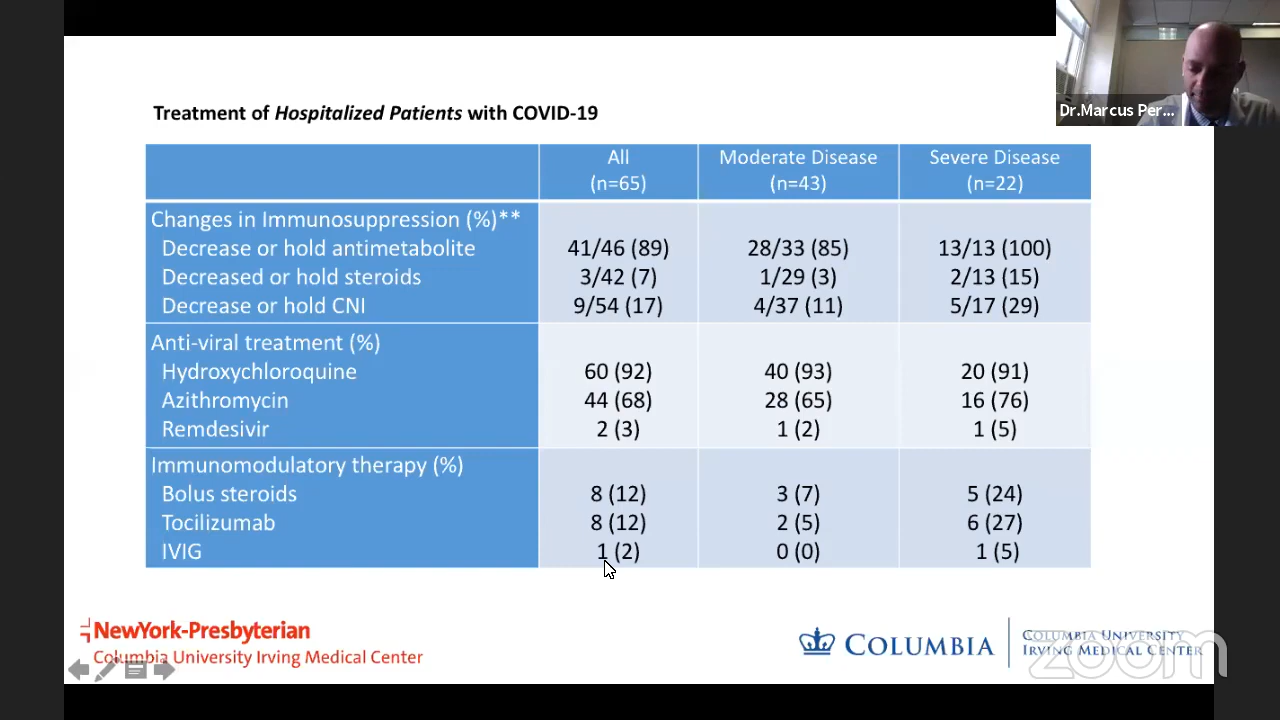 Dr.Marcus Per...
Treatment of Hospitalized Patients with COVID-19
All Moderate Disease Severe Disease
(n=65) (n=43) (n=22)
Changes in Immunosuppression (%)**
Decrease or hold antimetabolite 41/46 (89) 28/33 (85) 13/13 (100)
Decreased or hold steroids 3/42 (7) 1/29 (3) 2/13 (15)
Decrease or hold CNI 9/54 (17) 4/37 (11) 5/17 (29)
Anti-viral treatment (%)
Hydroxychloroquine 60 (92) 40 (93) 20 (91)
Azithromycin 44 (68) 28 (65) 16 (76)
Remdesivir 2 (3) 1 (2) 1 (5)
Immunomodulatory therapy (%)
Bolus steroids 8 (12) 3 (7) 5 (24)
Tocilizumab 8 (12) 2 (5) 6 (27)
IVIG 1 (2) 0 (0) 1 (5)
NewYork-Presbyterian
Columbia University Irving Medical Center
COLUMBIA
COLUMBIA UNIVERSITY
IRVING MEDICAL CENTER
zoom